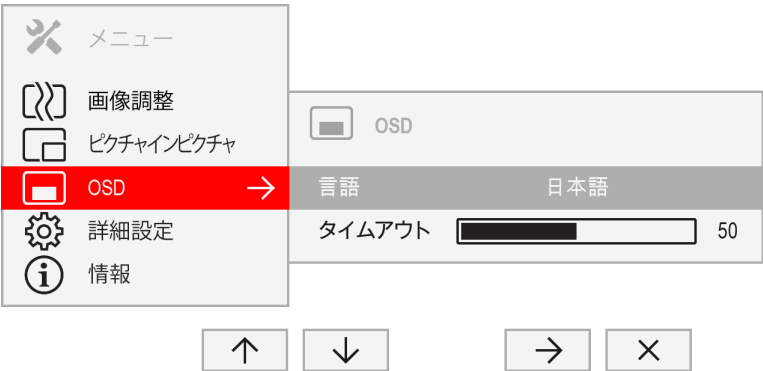 メニュー
画像調整
ピクチャインピクチャ
OSD
詳細設定
情報
OSD
言語 日本語
タイムアウト 50